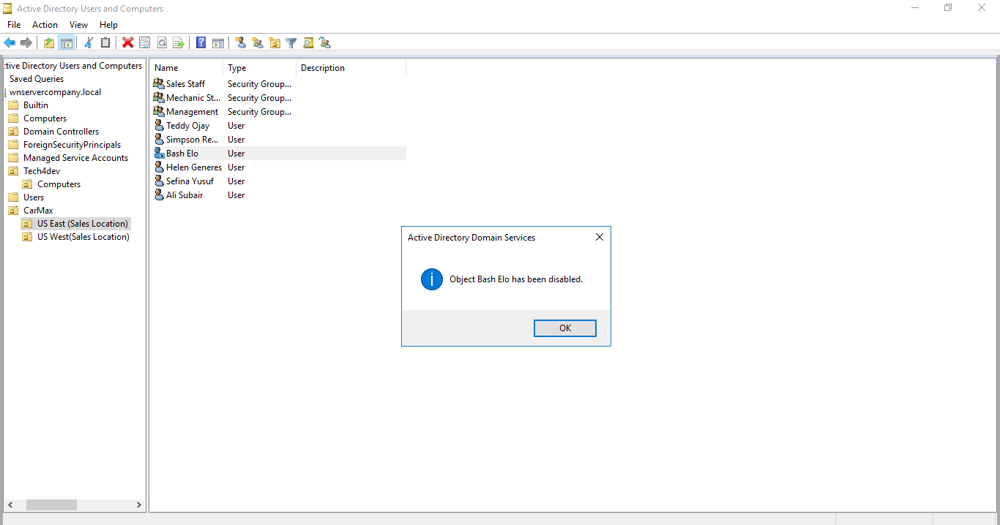 Active Directory Users and Computers
File Action View Help
ctive Directory Users and Computers
Saved Queries
wnservercompany.local
Builtin
Computers
Domain Controllers
ForeignSecurityPrincipals
Managed Service Accounts
Tech4dev
Computers
Users
CarMax
US East (Sales Location)
US West(Sales Location)
Name Type Description
Sales Staff Security Group...
Mechanic St... Security Group...
Management Security Group...
Teddy Ojay User
Simpson Re... User
Bash Elo User
Helen Generes User
Sefina Yusuf User
Ali Subair User
Active Directory Domain Services
Object Bash Elo has been disabled.
OK